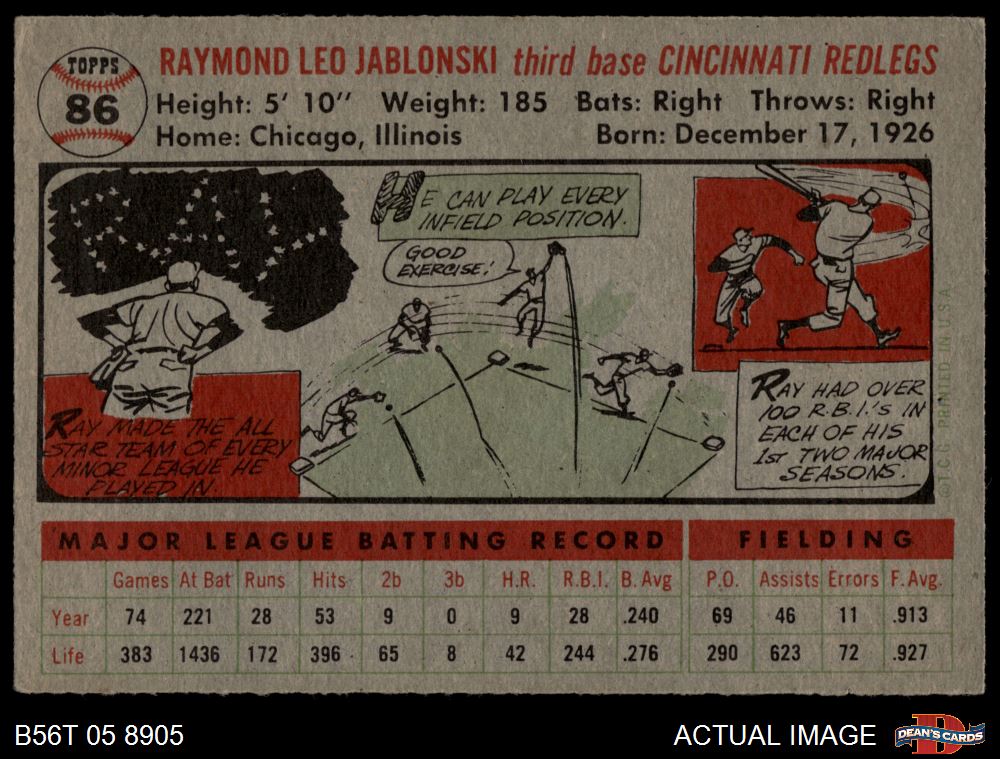 TOPPS
86
RAYMOND LEO JABLONSKI third base CINCINNATI REDLEGS
Height: 5' 10" Weight: 185 Bats: Right Throws: Right
Home: Chicago, Illinois Born: December 17, 1926
RAY MADE THE ALL
STAR TEAM OF EVERY
MINOR LEAGUE HE
PLAYED IN.
HE CAN PLAY EVERY
INFIELD POSITION.
GOOD
EXERCISE!
RAY HAD OVER
100 R.B.I.'s IN
EACH OF HIS
1ST TWO MAJOR
SEASONS.
© T. C. G. PRINTED IN U. S. A.
MAJOR LEAGUE BATTING RECORD FIELDING
Games At Bat Runs Hits 2b 3b H.R. R.B.I. B. Avg P.O. Assists Errors F. Avg.
Year 74 221 28 53 9 0 9 28 .240 69 46 11 .913
Life 383 1436 172 396 65 8 42 244 .276 290 623 72 .927
B56T 05 8905 ACTUAL IMAGE DEAN'S CARDS